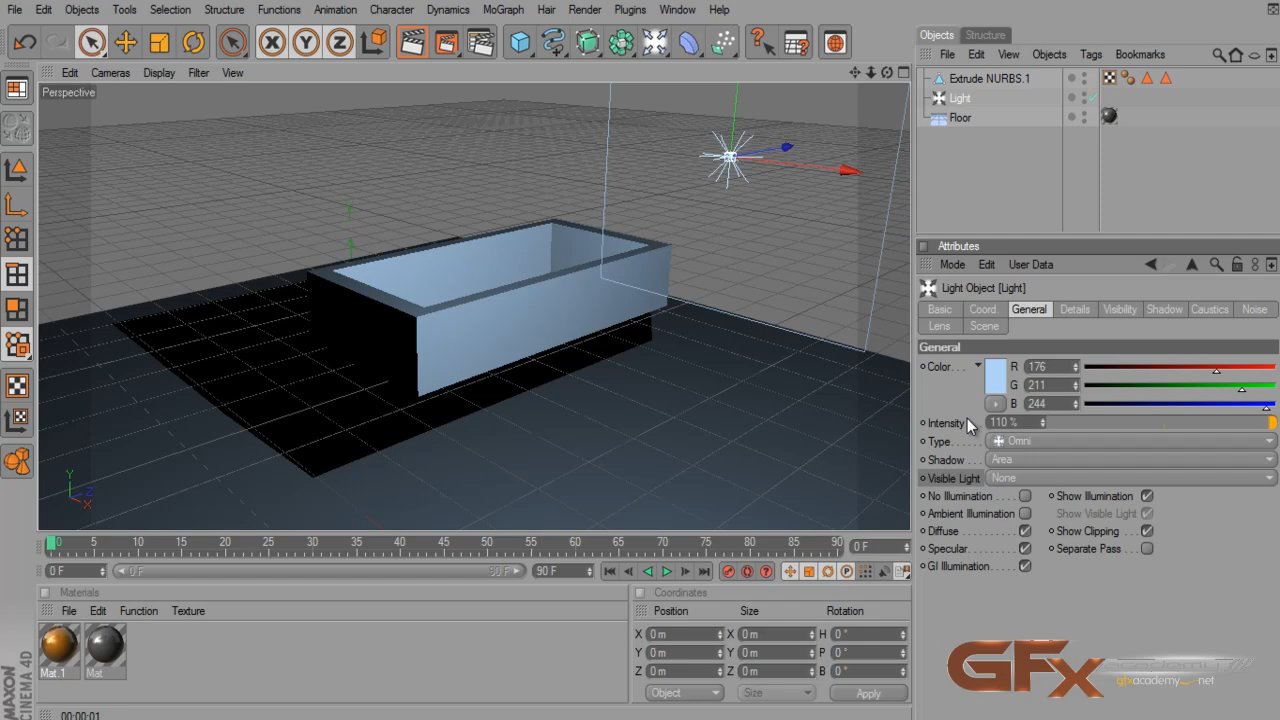 File Edit Objects Tools Selection Structure Functions Animation Character Dynamics MoGraph Hair Render Plugins Window Help
Objects Structure
File Edit View Objects Tags Bookmarks
Edit Cameras Display Filter View
Perspective
Extrude NURBS.1
Light
Floor
Attributes
Mode Edit User Data
Light Object [Light]
Basic Coord. General Details Visibility Shadow Caustics Noise
Lens Scene
General
Color. . . R 176
G 211
B 244
Intensity 110 %
Type. . . . . . Omni
Shadow . . . Area
Visible Light None
No Illumination . . . . Show Illumination
Ambient Illumination Show Visible Light
Diffuse . . . . . . . . . Show Clipping
Specular. . . . . . . . Separate Pass
GI Illumination . . . .
Y
Y
Z
X
0 5 10 15 20 25 30 35 40 45 50 55 60 65 70 75 80 85 90 0 F
0 F 0 F 90 F 90 F
Materials
File Edit Function Texture
Mat.1 Mat
Coordinates
Position Size Rotation
X 0 m X 0 m H 0 °
Y 0 m Y 0 m P 0 °
Z 0 m Z 0 m B 0 °
Object Size Apply
GFx academy
gfxacademy.net
MAXON
CINEMA 4D
00:00:01